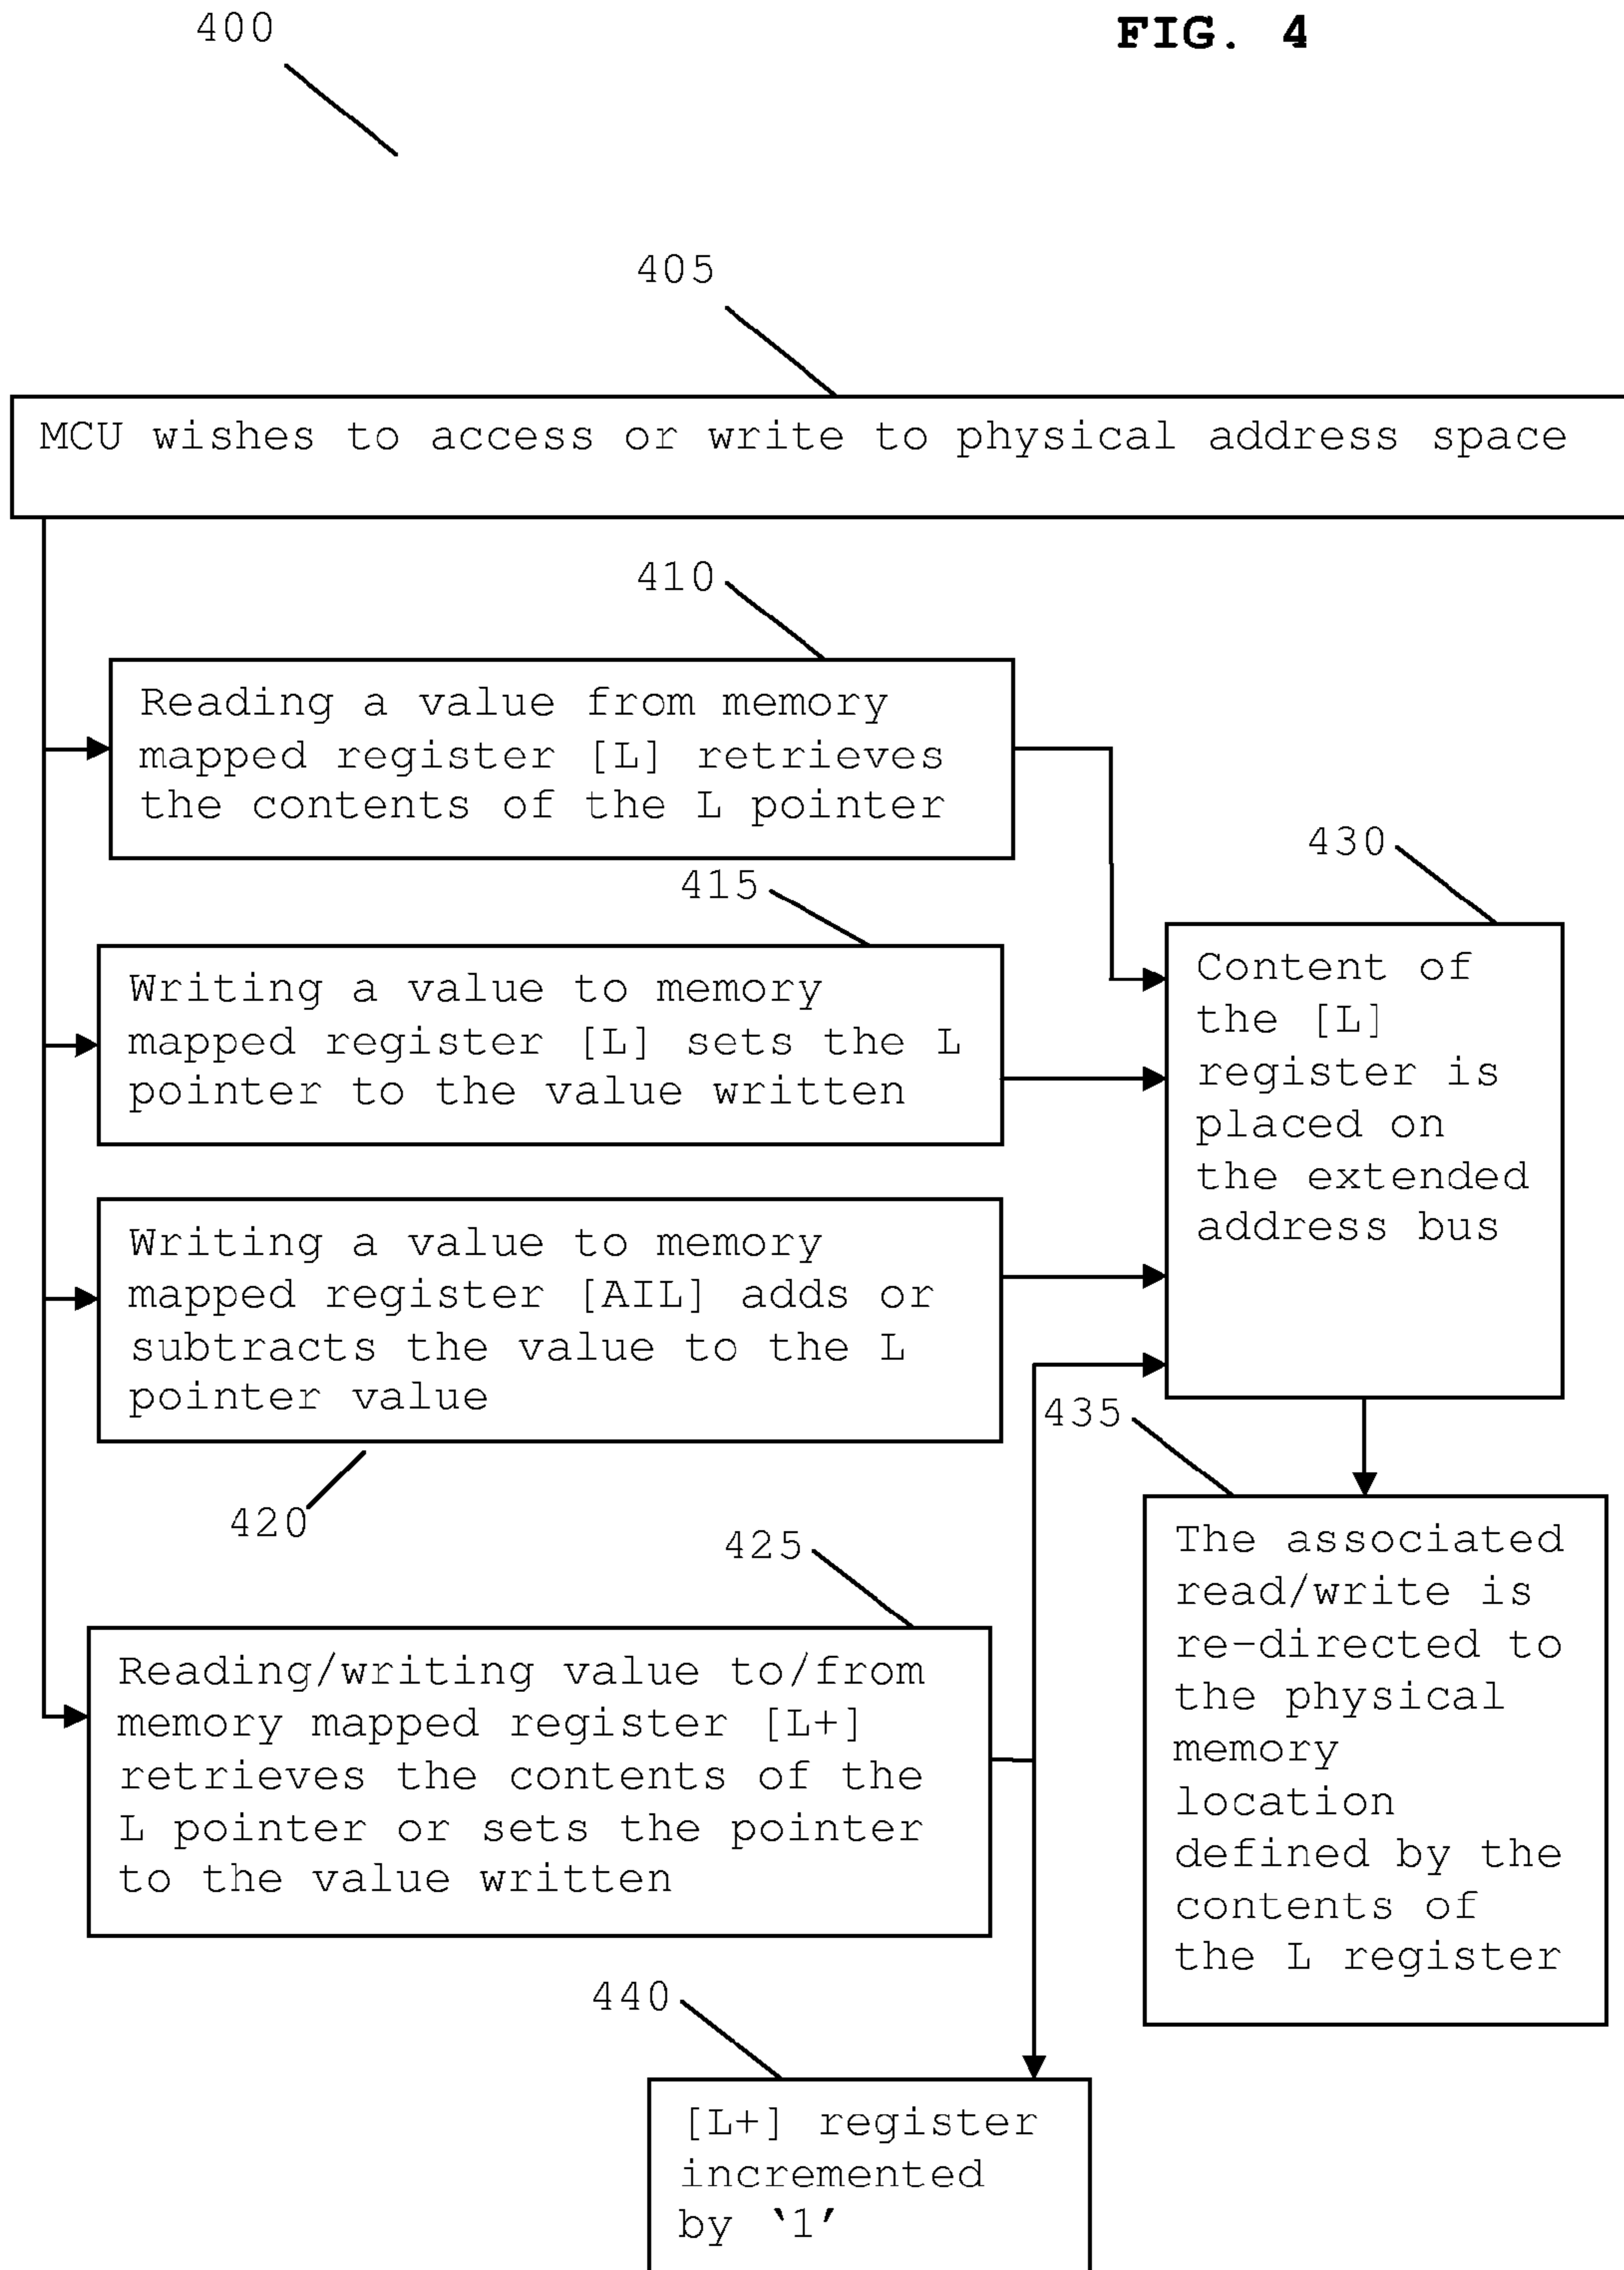 400
FIG. 4
405
MCU wishes to access or write to physical address space
410
Reading a value from memory
mapped register [L] retrieves
the contents of the L pointer
415
Writing a value to memory
mapped register [L] sets the L
pointer to the value written
Writing a value to memory
mapped register [AIL] adds or
subtracts the value to the L
pointer value
420
425
Reading/writing value to/from
memory mapped register [L+]
retrieves the contents of the
L pointer or sets the pointer
to the value written
430
Content of
the [L]
register is
placed on
the extended
address bus
435
The associated
read/write is
re-directed to
the physical
memory
location
defined by the
contents of
the L register
440
[L+] register
incremented
by ‘1’